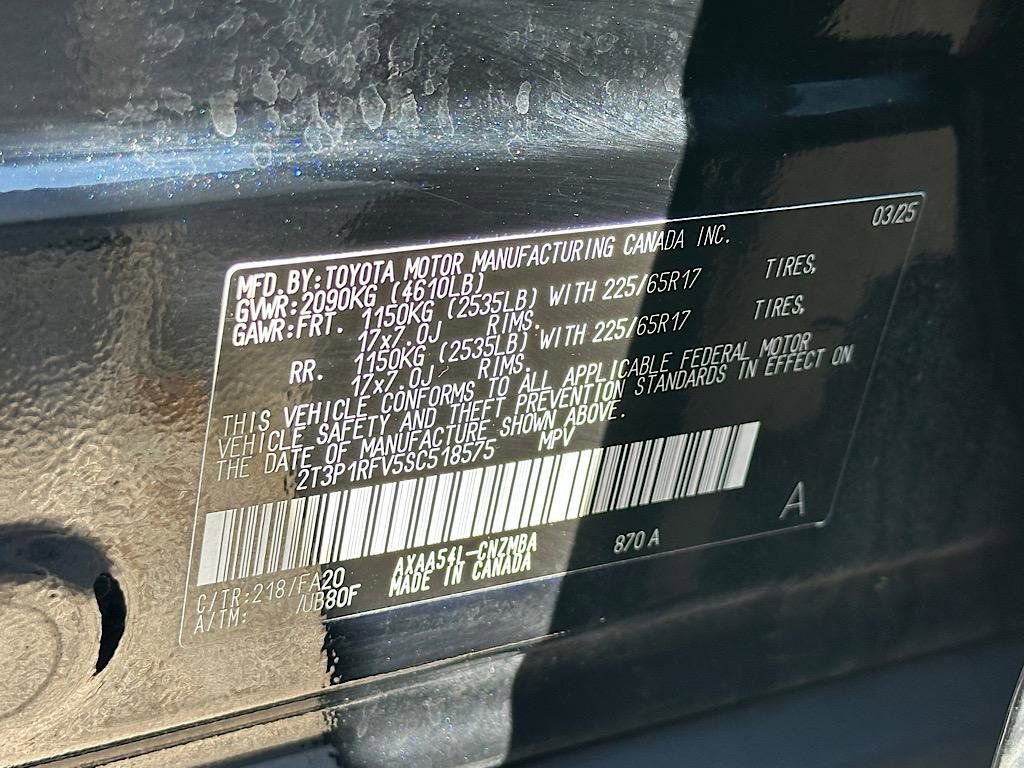 03/25
MFD.BY:TOYOTA MOTOR MANUFACTURING CANADA INC.
GVWR:2090KG (4610LB)
GAWR:FRT. 1150KG (2535LB) WITH 225/65R17 TIRES,
17x7.0J RIMS.
RR. 1150KG (2535LB) WITH 225/65R17 TIRES,
17x7.0J RIMS.
THIS VEHICLE CONFORMS TO ALL APPLICABLE FEDERAL MOTOR
VEHICLE SAFETY AND THEFT PREVENTION STANDARDS IN EFFECT ON
THE DATE OF MANUFACTURE SHOWN ABOVE.
2T3P1RFV5SC518575 MPV
C/TR:218/FA20 AXAA54L-CNZMBA 870A A
A/TM: /UB80F MADE IN CANADA